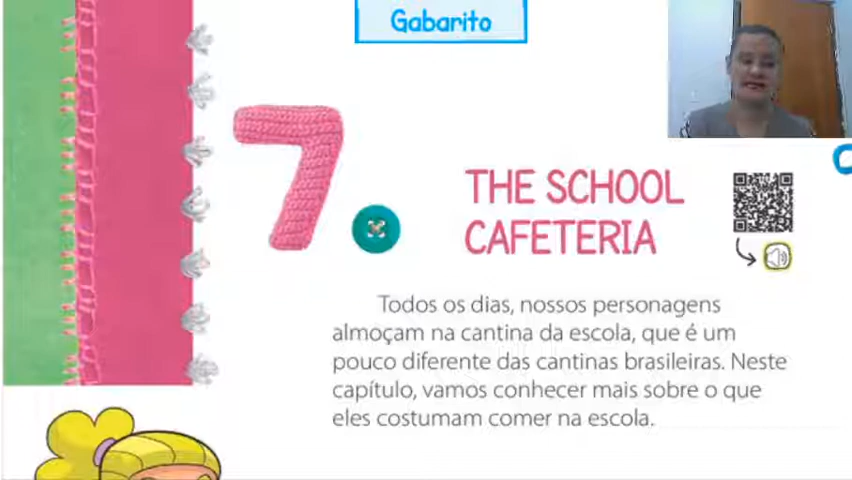 Gabarito
7
THE SCHOOL
CAFETERIA
Todos os dias, nossos personagens
almoçam na cantina da escola, que é um
pouco diferente das cantinas brasileiras. Neste
capítulo, vamos conhecer mais sobre o que
eles costumam comer na escola.